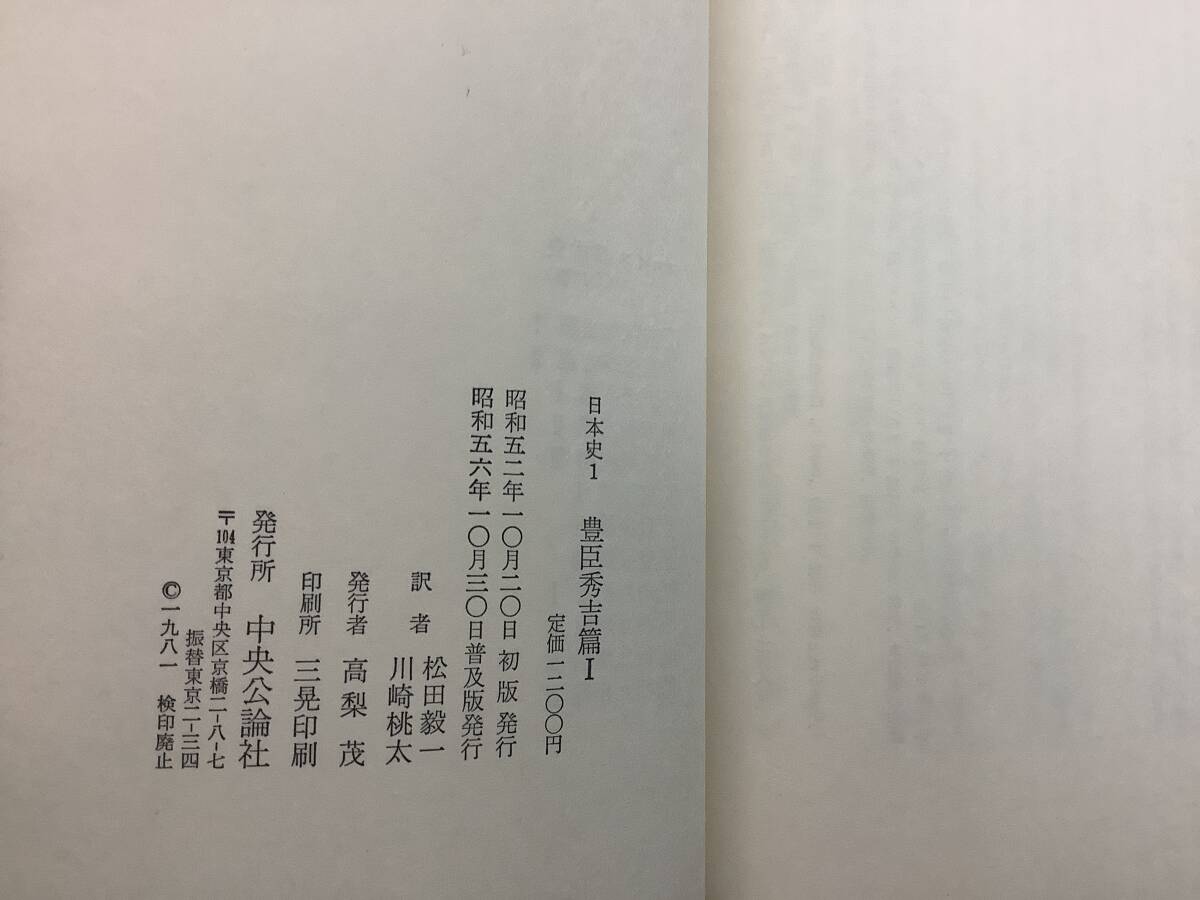 日本史1　豊臣秀吉篇Ⅰ
定価一二〇〇円
昭和五二年一〇月二〇日 初版発行
昭和五六年一〇月三〇日普及版発行
訳者　松田毅一
川崎桃太
発行者　高梨茂
印刷所　三晃印刷
発行所　中央公論社
〒104東京都中央区京橋二-八-七
振替東京二-三四
©一九八一　検印廃止